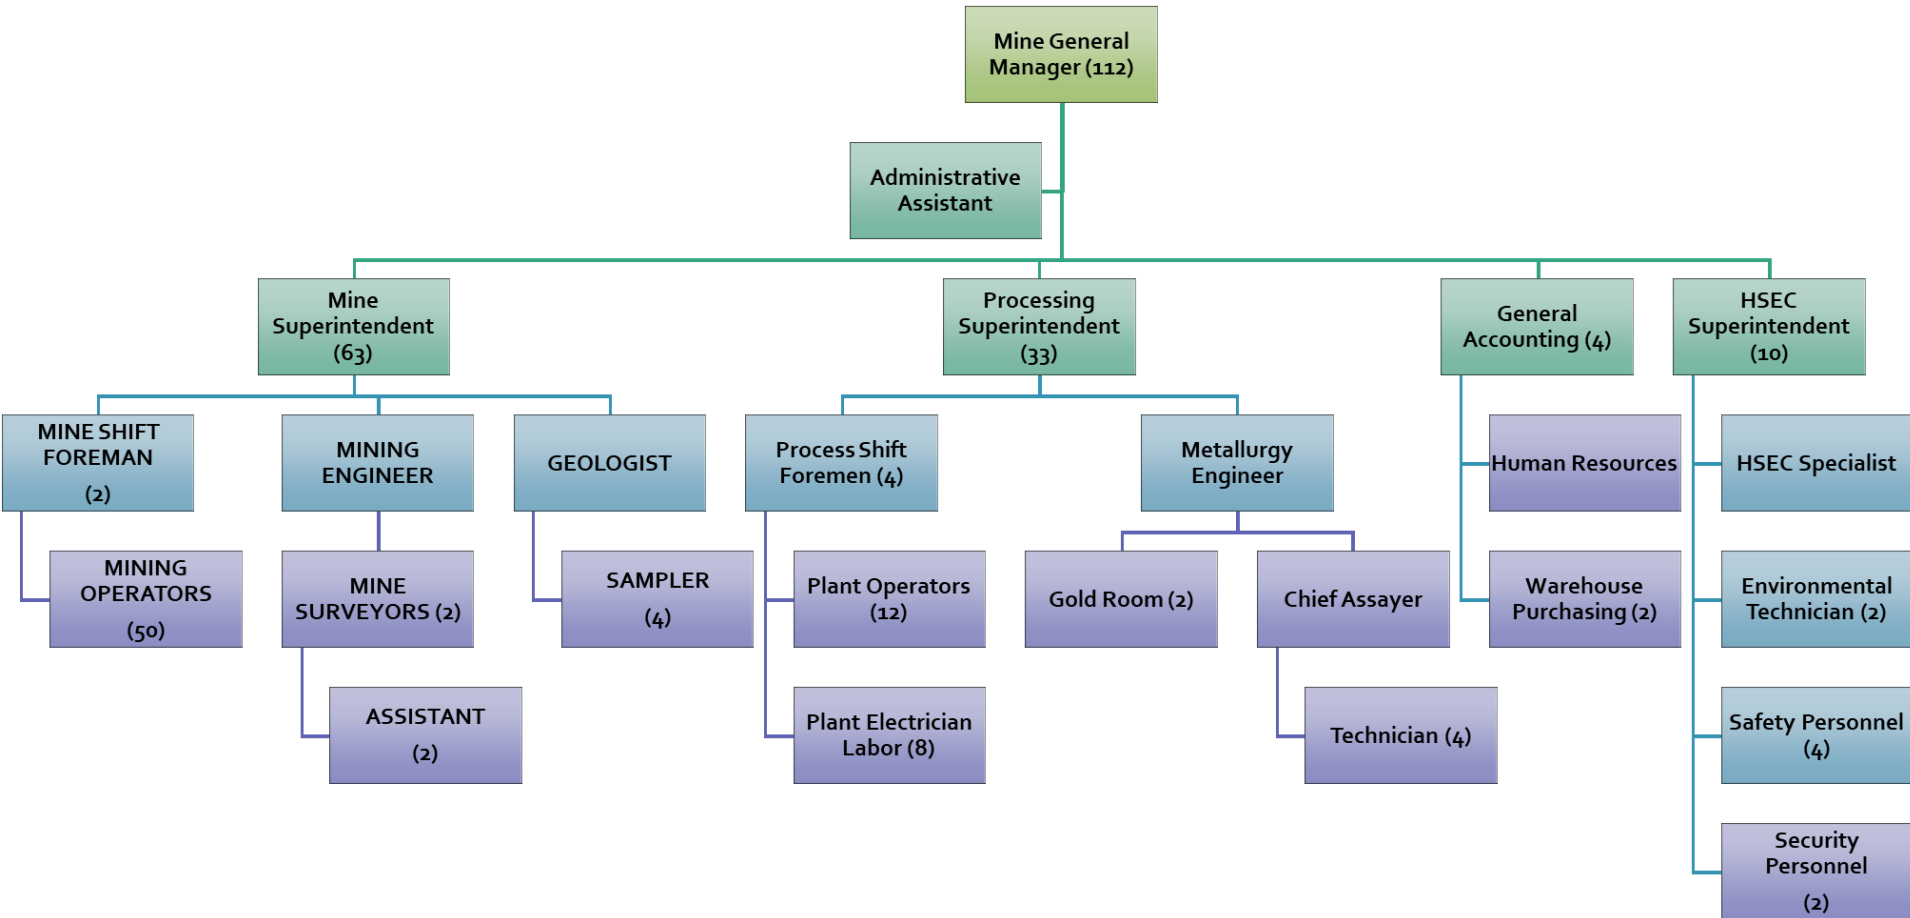 Mine General
Manager (112)
Administrative
Assistant
Mine
Superintendent
(63)
Processing
Superintendent
(33)
General
Accounting (4)
HSEC
Superintendent
(10)
MINE SHIFT
FOREMAN
(2)
MINING
ENGINEER
GEOLOGIST
Process Shift
Foremen (4)
Metallurgy
Engineer
Human Resources
HSEC Specialist
MINING
OPERATORS
(50)
MINE
SURVEYORS (2)
SAMPLER
(4)
Plant Operators
(12)
Gold Room (2)
Chief Assayer
Warehouse
Purchasing (2)
Environmental
Technician (2)
ASSISTANT
(2)
Plant Electrician
Labor (8)
Technician (4)
Safety Personnel
(4)
Security
Personnel
(2)